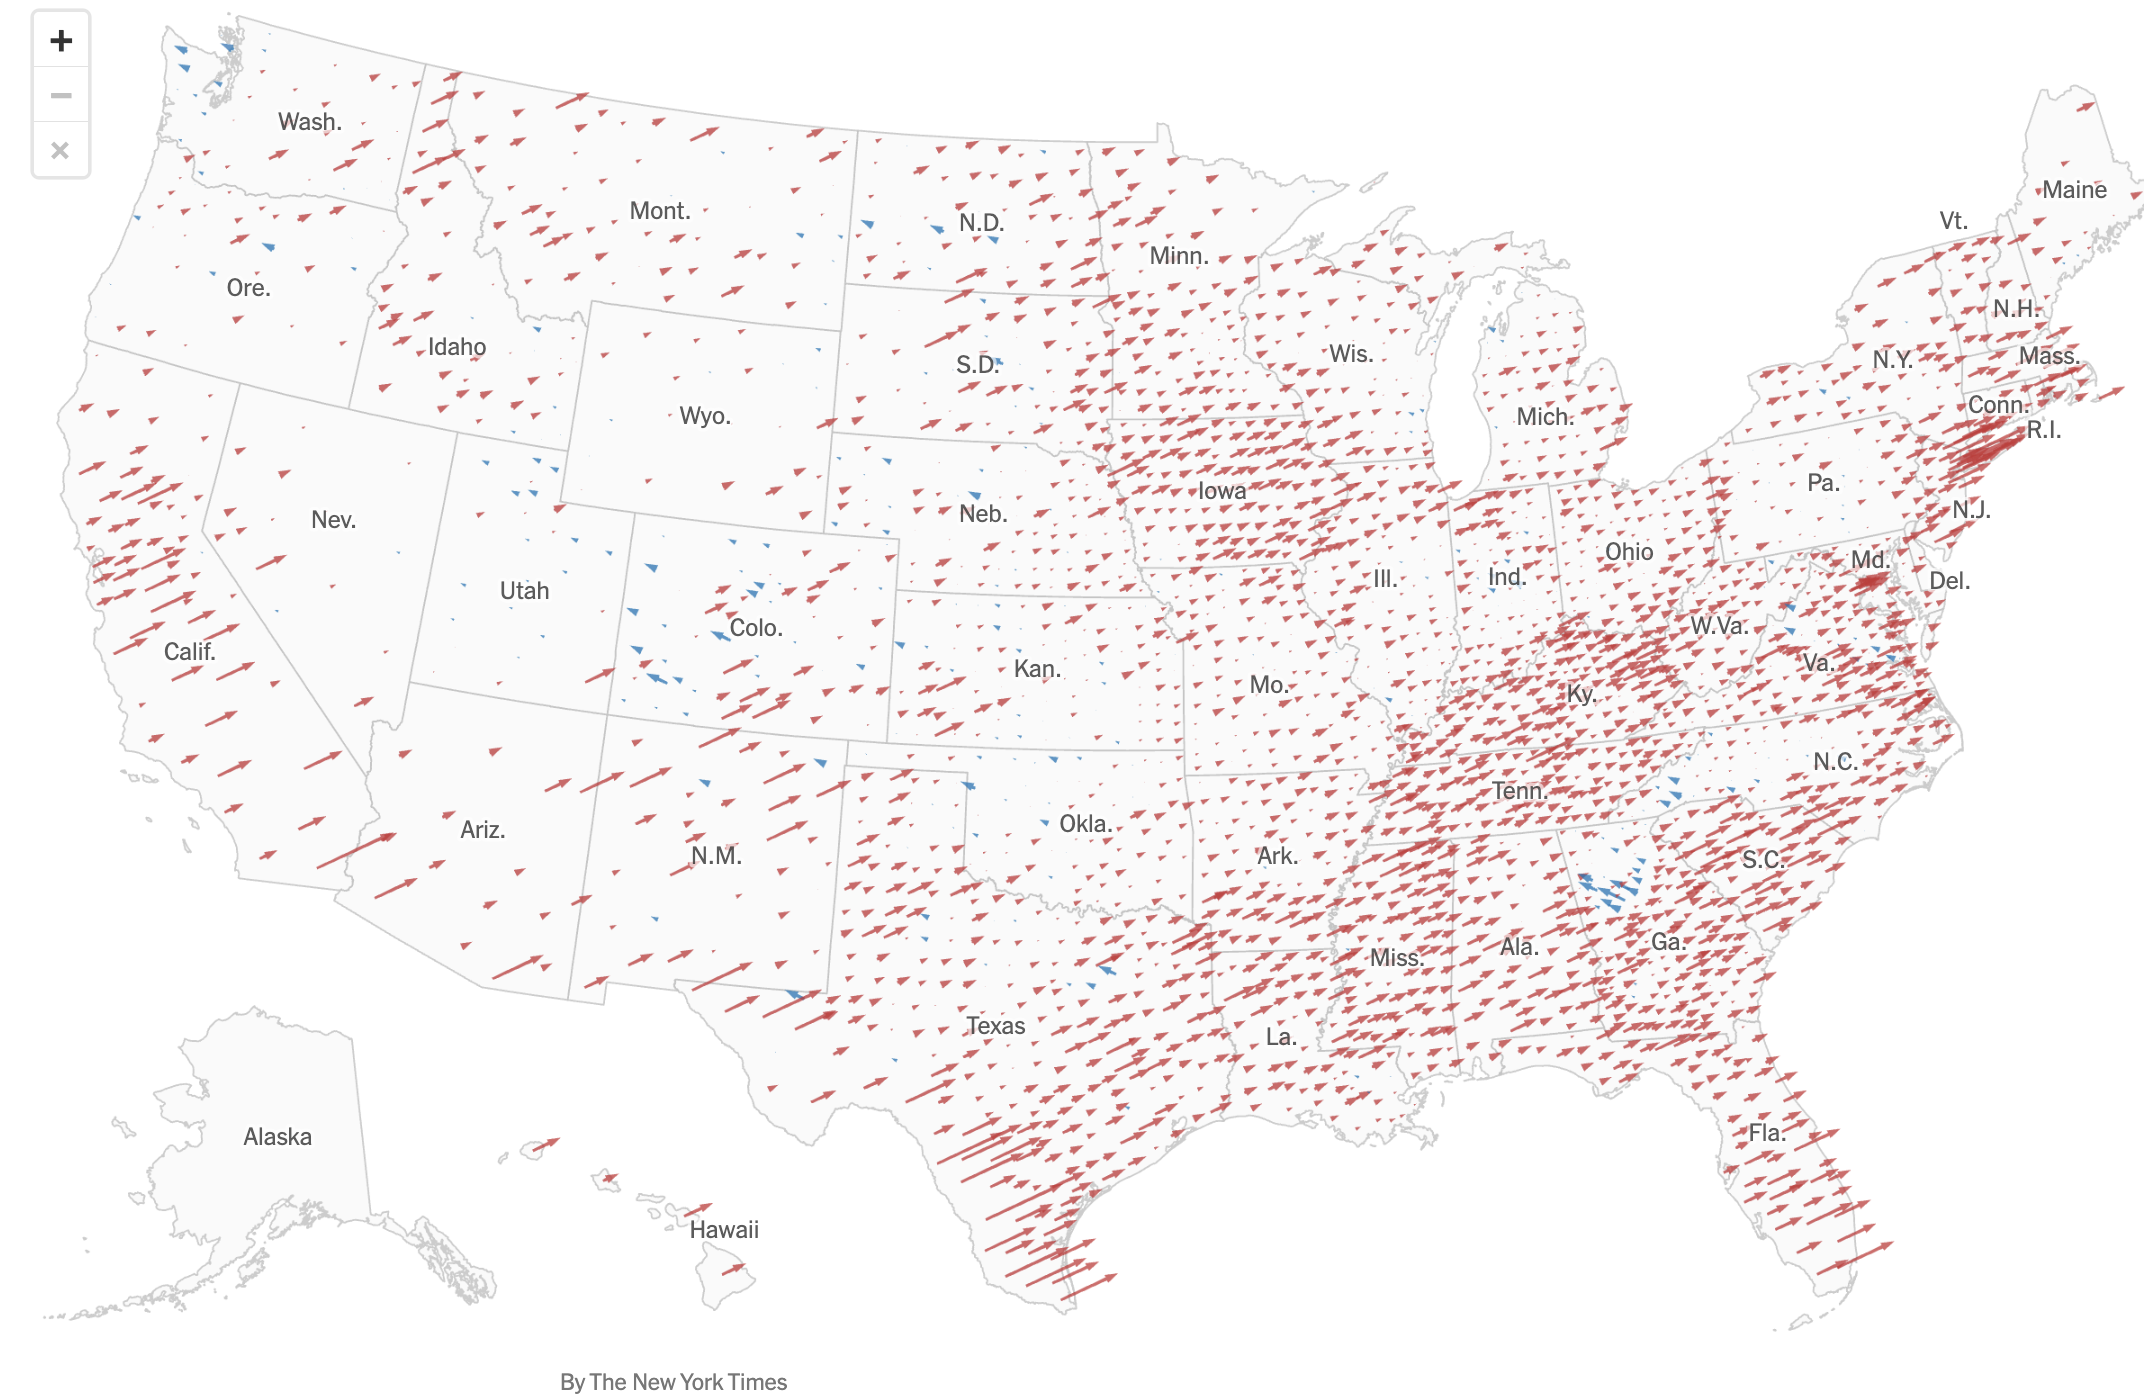 +
−
×
Wash.
Maine
Mont.
Vt.
N.D.
Minn.
Ore.
N.H.
Idaho
Wis.
S.D.
N.Y.
Mass.
Wyo.
Mich.
Conn.
R.I.
Iowa
Pa.
Nev.
Neb.
N.J.
Ohio
Md.
Utah
Ill.
Ind.
Del.
Colo.
W.Va.
Calif.
Kan.
Mo.
Ky.
Va.
N.C.
Tenn.
Ariz.
Okla.
N.M.
Ark.
S.C.
Miss.
Ala.
Ga.
Texas
La.
Alaska
Fla.
Hawaii
By The New York Times